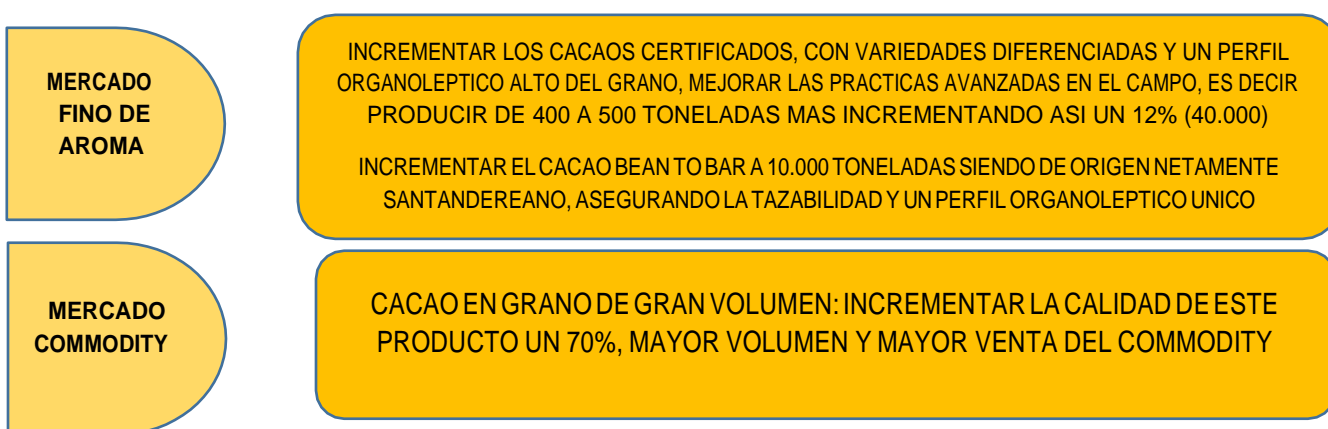 MERCADO
FINO DE
AROMA
INCREMENTAR LOS CACAOS CERTIFICADOS, CON VARIEDADES DIFERENCIADAS Y UN PERFIL
ORGANOLEPTICO ALTO DEL GRANO, MEJORAR LAS PRACTICAS AVANZADAS EN EL CAMPO, ES DECIR
PRODUCIR DE 400 A 500 TONELADAS MAS INCREMENTANDO ASI UN 12% (40.000)
INCREMENTAR EL CACAO BEAN TO BAR A 10.000 TONELADAS SIENDO DE ORIGEN NETAMENTE
SANTANDEREANO, ASEGURANDO LA TAZABILIDAD Y UN PERFIL ORGANOLEPTICO UNICO
MERCADO
COMMODITY
CACAO EN GRANO DE GRAN VOLUMEN: INCREMENTAR LA CALIDAD DE ESTE
PRODUCTO UN 70%, MAYOR VOLUMEN Y MAYOR VENTA DEL COMMODITY